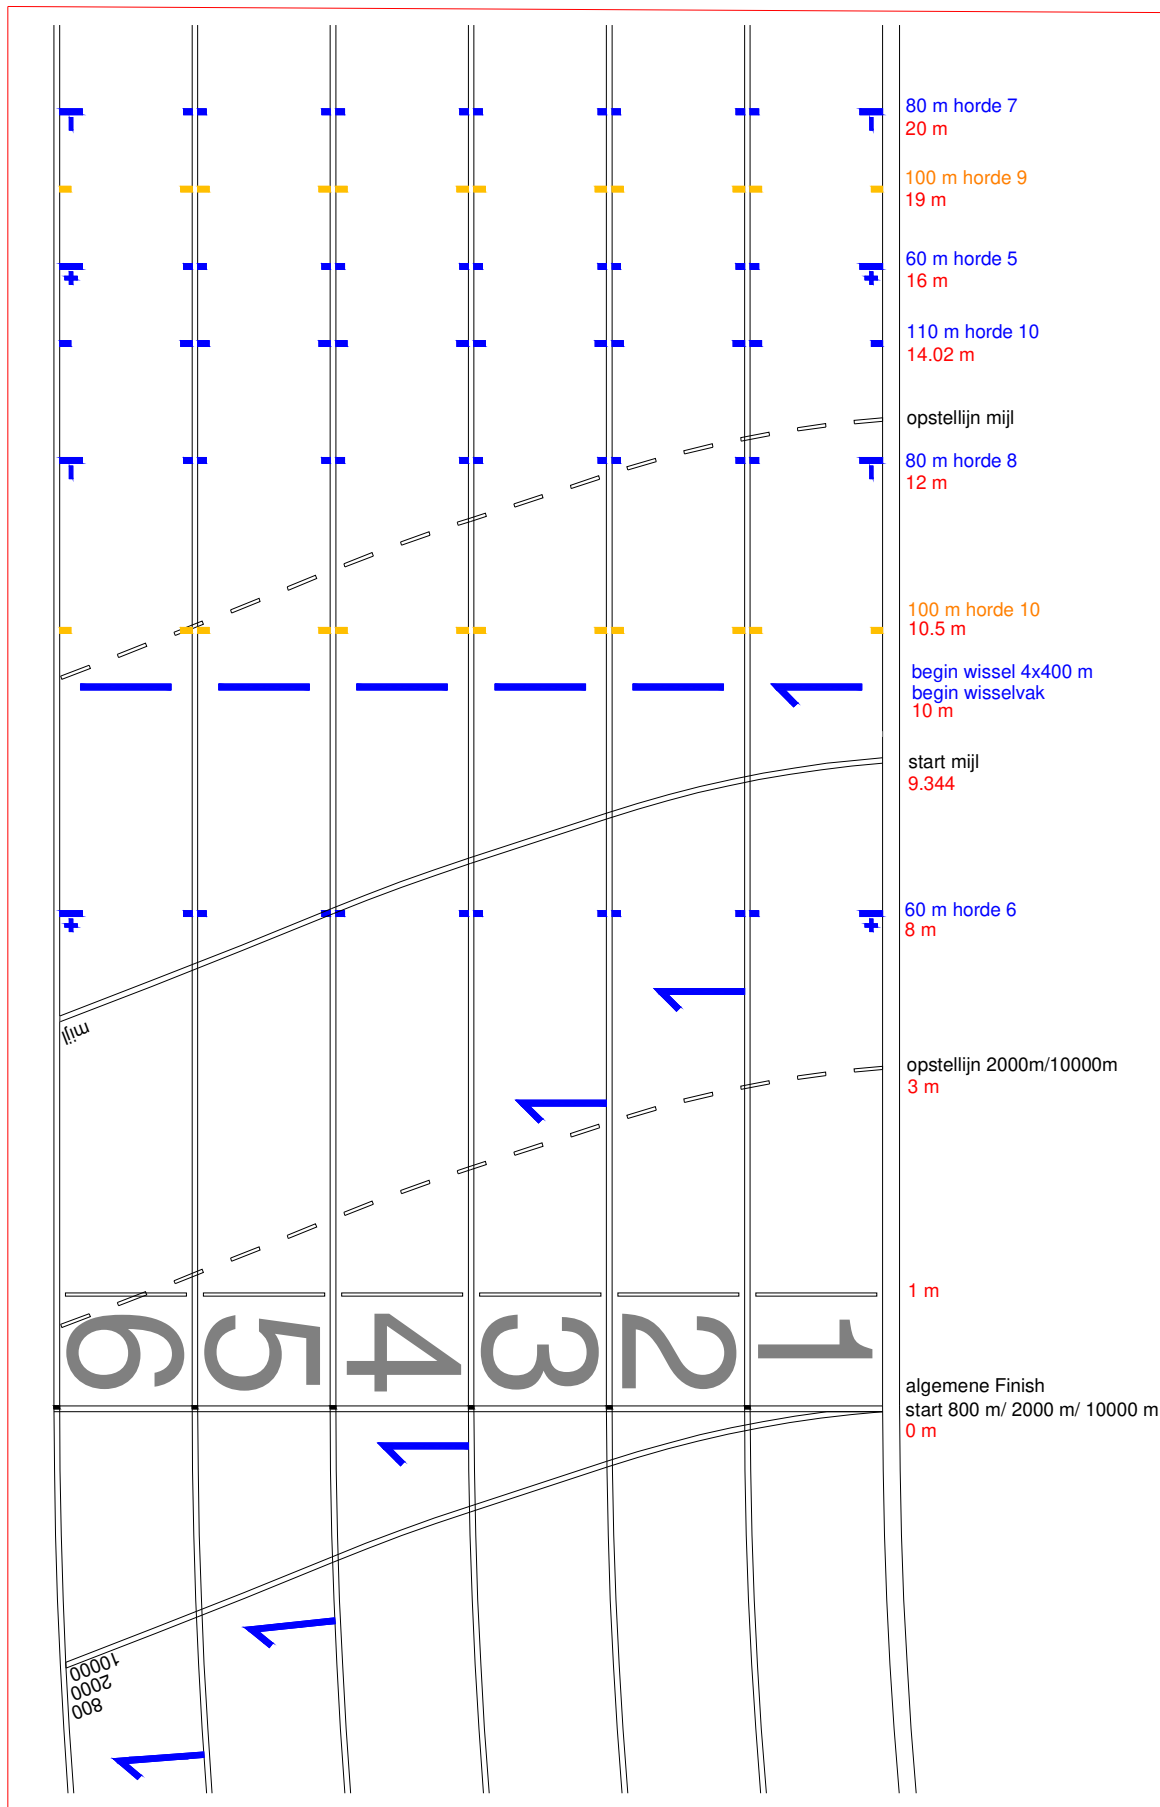 80 m horde 7
20 m
100 m horde 9
19 m
60 m horde 5
16 m
110 m horde 10
14.02 m
opstellijn mijl
80 m horde 8
12 m
100 m horde 10
10.5 m
begin wissel 4x400 m
begin wisselvak
10 m
start mijl
9.344
60 m horde 6
8 m
mijl
opstellijn 2000m/10000m
3 m
1 m
6 5 4 3 2 1
algemene Finish
start 800 m/ 2000 m/ 10000 m
0 m
10000
2000
800